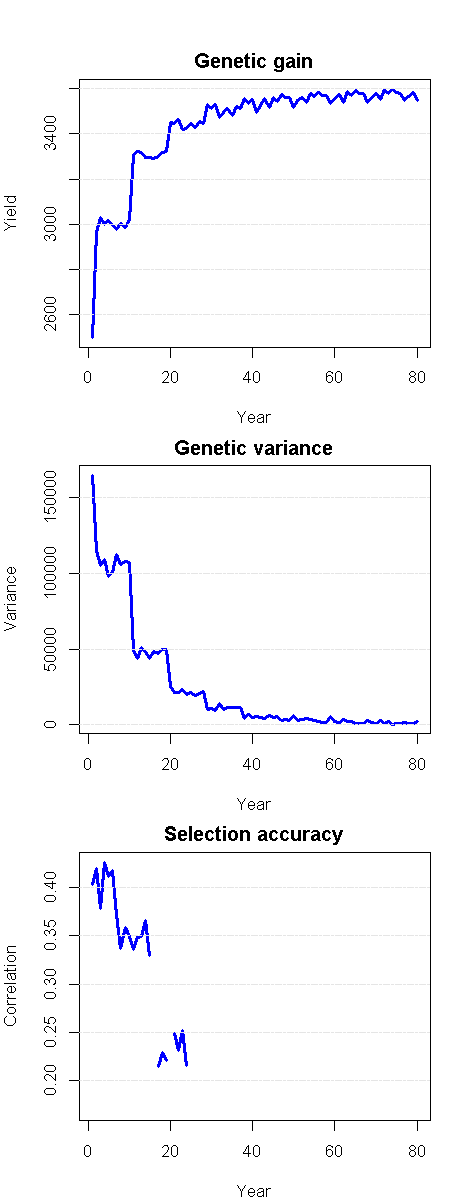 Genetic gain
Yield
3400
3000
2600
0 20 40 60 80
Year
Genetic variance
Variance
150000
100000
50000
0
0 20 40 60 80
Year
Selection accuracy
Correlation
0.40
0.35
0.30
0.25
0.20
0 20 40 60 80
Year